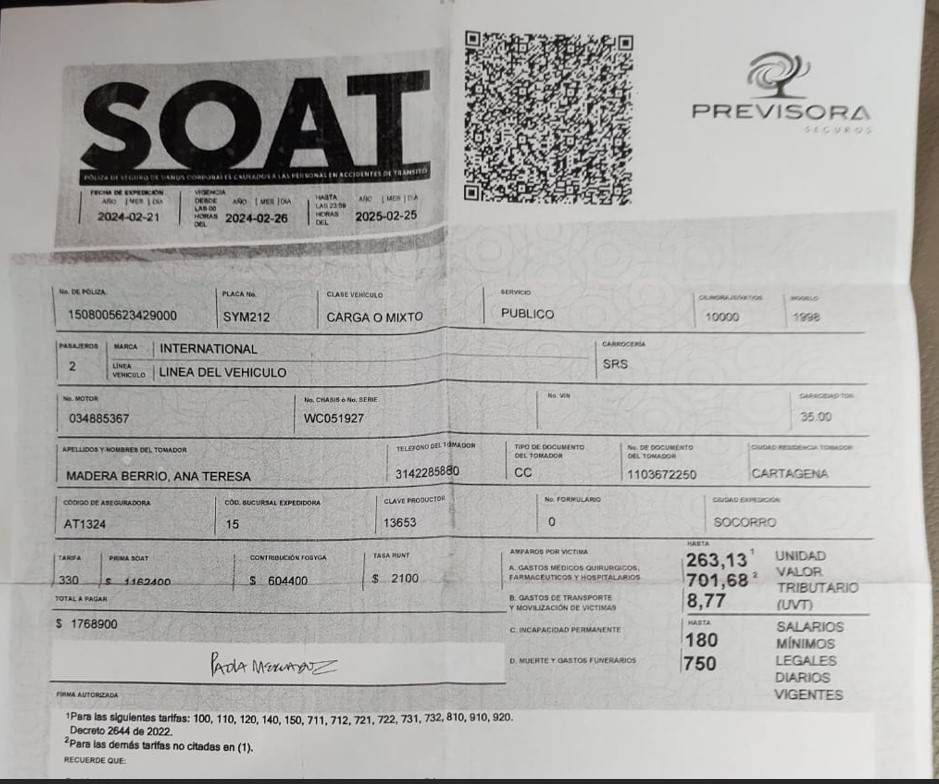 SOAT
PREVISORA
SEGUROS
PÓLIZA DE SEGURO DE DAÑOS CORPORALES CAUSADOS A LAS PERSONAS EN ACCIDENTES DE TRÁNSITO
FECHA DE EXPEDICIÓN
AÑO | MES | DÍA
2024-02-21
VIGENCIA
DESDE LAS 00 HORAS DEL
AÑO | MES | DÍA
2024-02-26
HASTA LAS 23:59 HORAS DEL
AÑO | MES | DÍA
2025-02-25
No. DE PÓLIZA PLACA No. CLASE VEHÍCULO SERVICIO CILINDRAJE/VATIOS MODELO
1508005623429000 SYM212 CARGA O MIXTO PUBLICO 10000 1998
PASAJEROS MARCA INTERNATIONAL CARROCERÍA
2 LÍNEA VEHÍCULO LINEA DEL VEHICULO SRS
No. MOTOR No. CHASIS ó No. SERIE No. VIN CAPACIDAD TON
034885367 WC051927 35.00
APELLIDOS Y NOMBRES DEL TOMADOR TELÉFONO DEL TOMADOR TIPO DE DOCUMENTO DEL TOMADOR No. DE DOCUMENTO DEL TOMADOR CIUDAD RESIDENCIA TOMADOR
MADERA BERRIO, ANA TERESA 3142285880 CC 1103672250 CARTAGENA
CÓDIGO DE ASEGURADORA CÓD. SUCURSAL EXPEDIDORA CLAVE PRODUCTOR No. FORMULARIO CIUDAD EXPEDICIÓN
AT1324 15 13653 0 SOCORRO
TARIFA PRIMA SOAT CONTRIBUCIÓN FOSYGA TASA RUNT
330 $ 1162400 $ 604400 $ 2100
TOTAL A PAGAR
$ 1768900
AMPAROS POR VICTIMA
A. GASTOS MÉDICOS QUIRURGICOS,
FARMACEUTICOS Y HOSPITALARIOS
B. GASTOS DE TRANSPORTE
Y MOVILIZACIÓN DE VICTIMAS
C. INCAPACIDAD PERMANENTE
D. MUERTE Y GASTOS FUNERARIOS
HASTA
263,13¹
701,68²
8,77
UNIDAD
VALOR
TRIBUTARIO
(UVT)
HASTA
180
750
SALARIOS
MÍNIMOS
LEGALES
DIARIOS
VIGENTES
FIRMA AUTORIZADA
¹Para las siguientes tarifas: 100, 110, 120, 140, 150, 711, 712, 721, 722, 731, 732, 810, 910, 920.
Decreto 2644 de 2022.
²Para las demás tarifas no citadas en (1).
RECUERDE QUE: